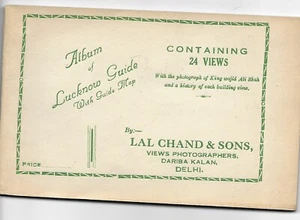 Album
of
Lucknow Guide
With Guide Map
CONTAINING
24 VIEWS
With the photograph of King wajid Ali Shah
and a history of each building view.
By:—
LAL CHAND & SONS,
VIEWS PHOTOGRAPHERS,
DARIBA KALAN,
DELHI.
PRICE